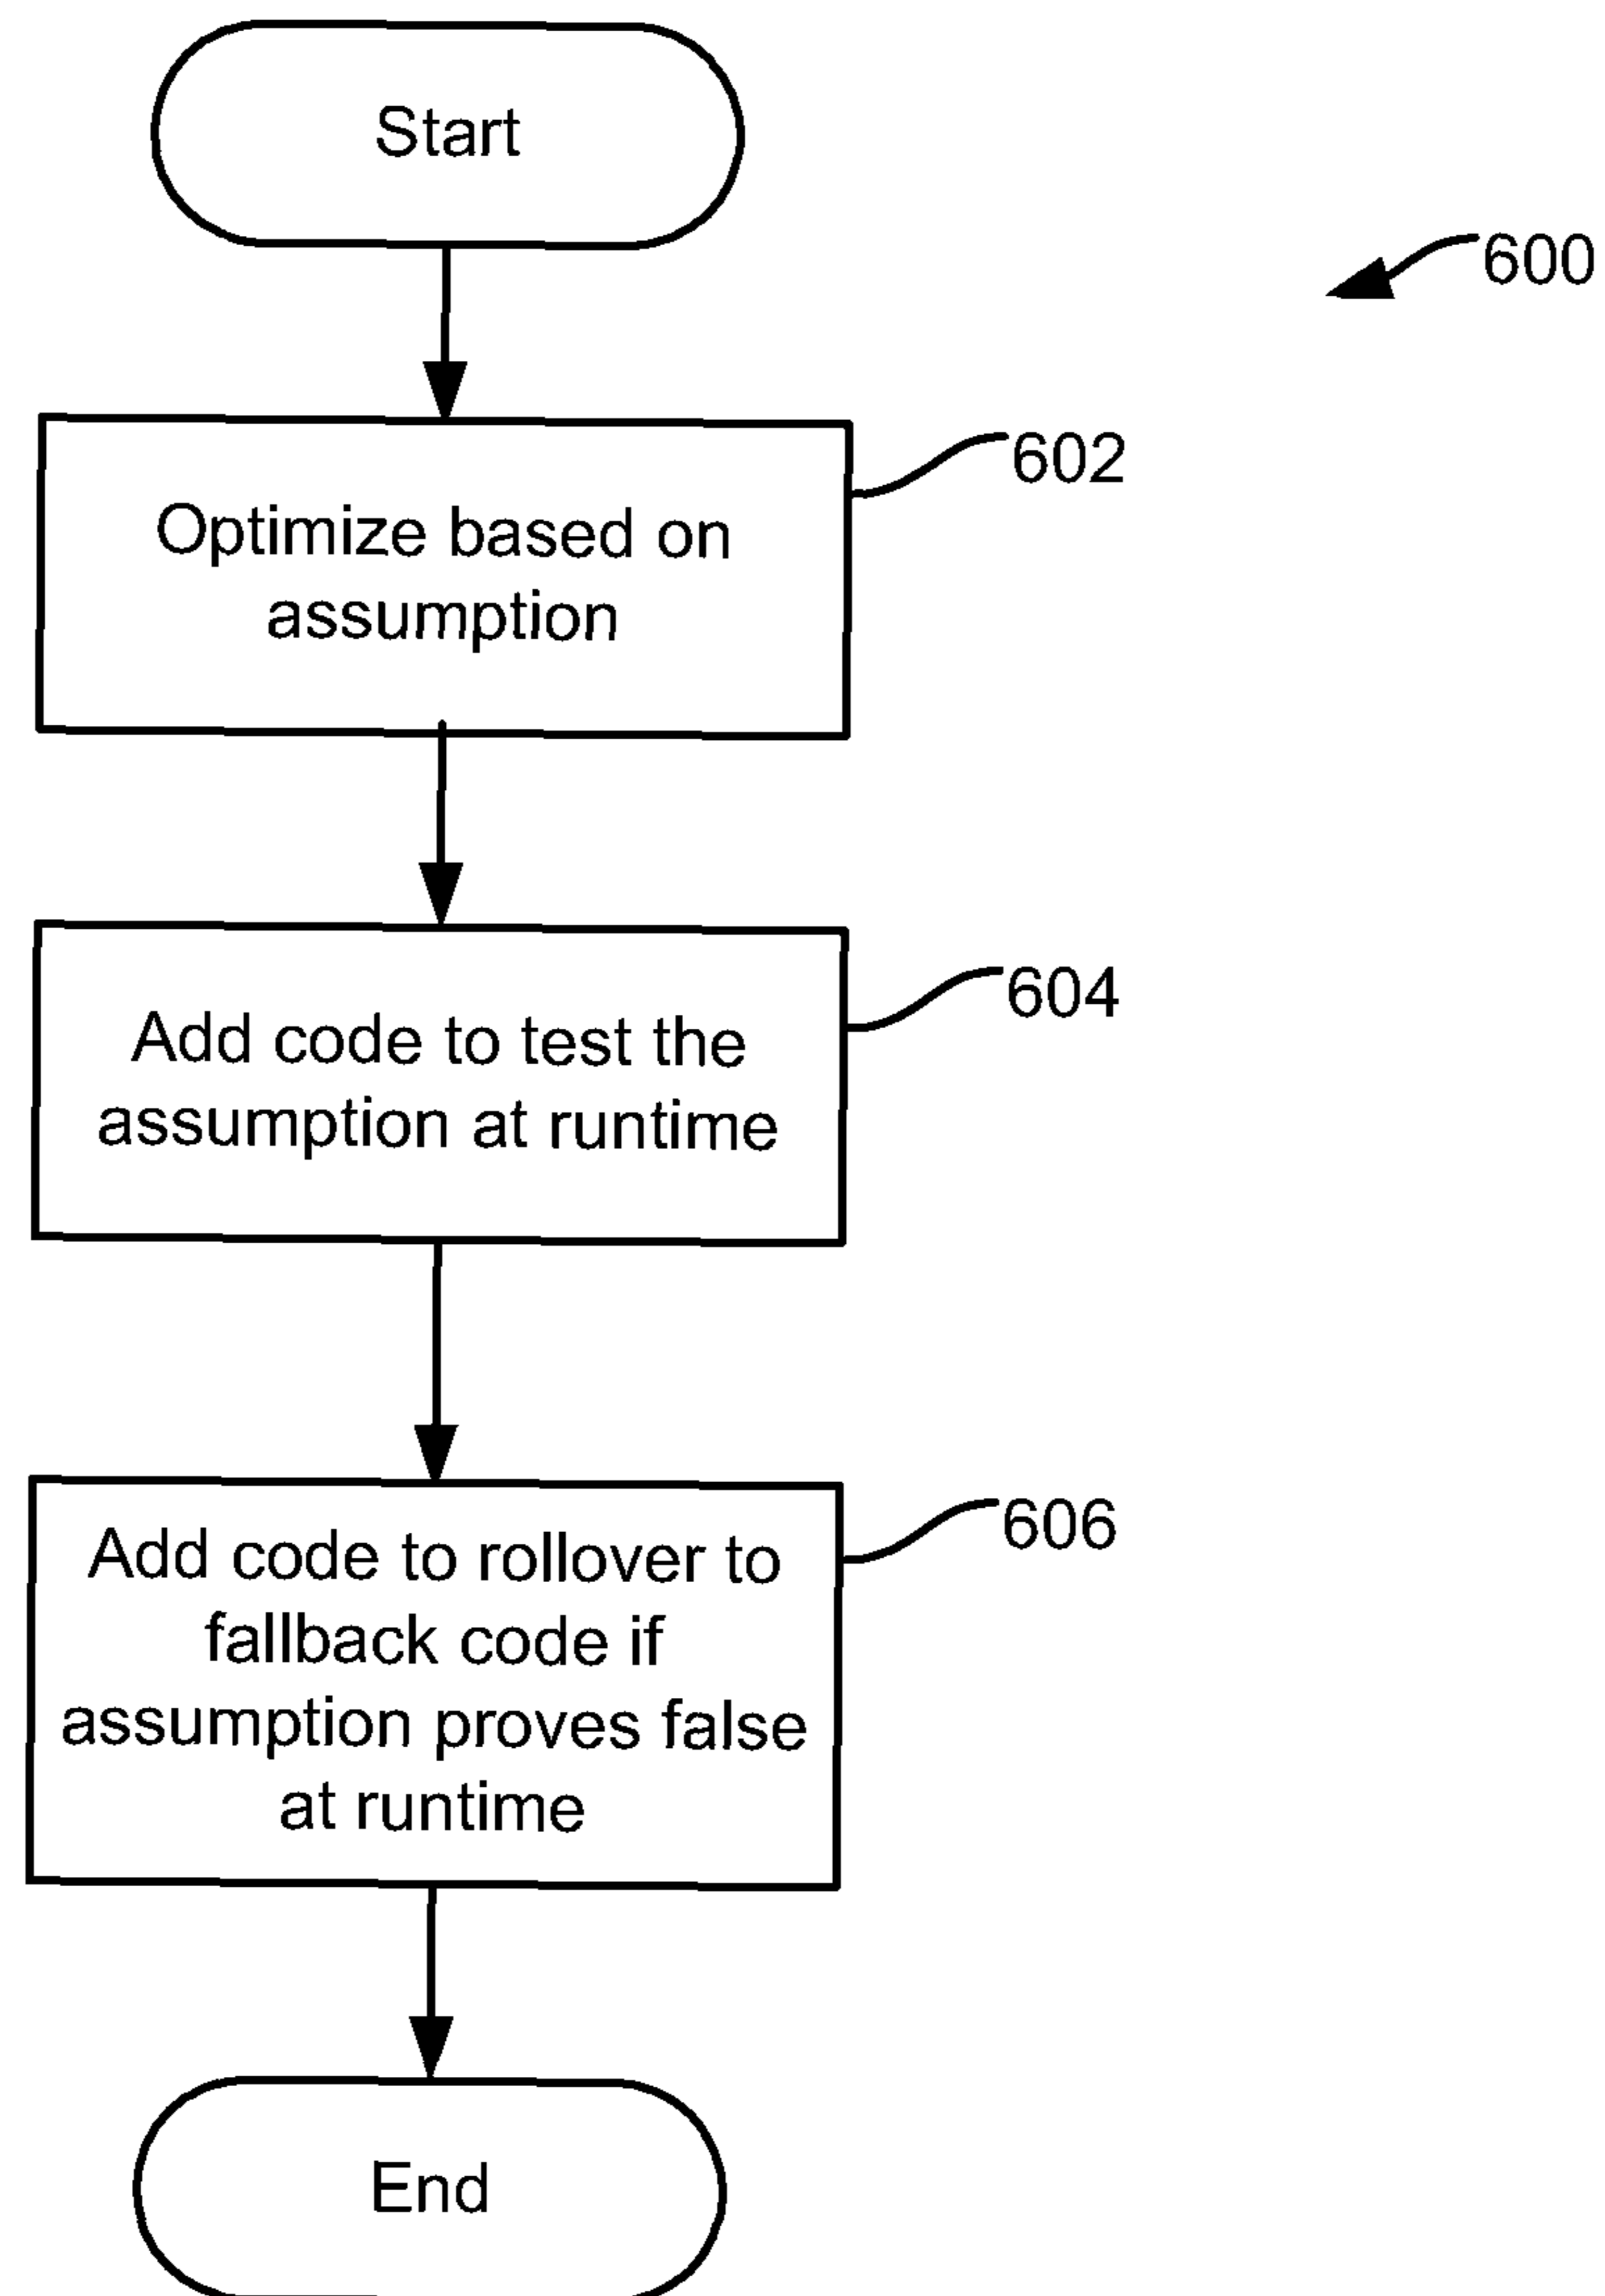 Start
600
602
Optimize based on
assumption
604
Add code to test the
assumption at runtime
606
Add code to rollover to
fallback code if
assumption proves false
at runtime
End